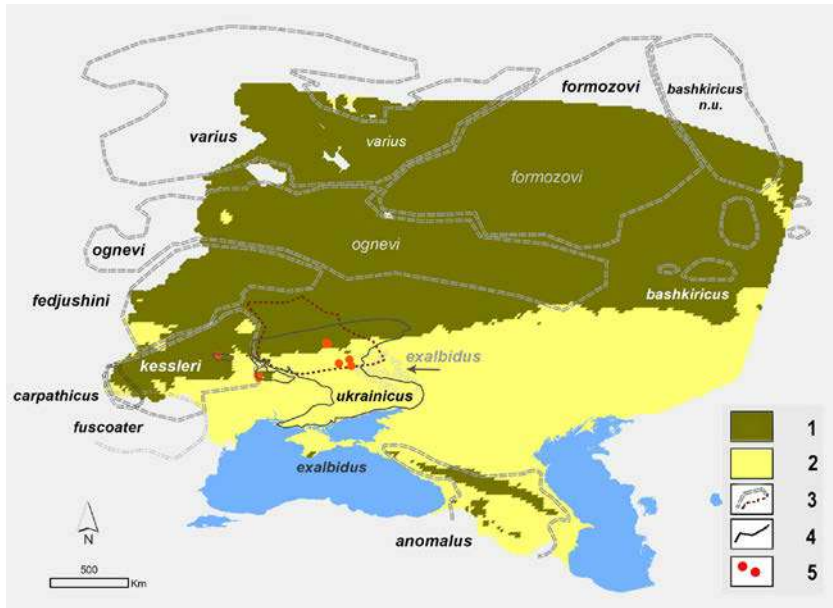 formozovi
bashkiricus
n.u.
varius
varius
formozovi
ognevi
ognevi
fedjushini
bashkiricus
kessleri
exalbidus
carpathicus
ukrainicus
fuscoater
exalbidus
anomalus
N
500
Km
1
2
3
4
5